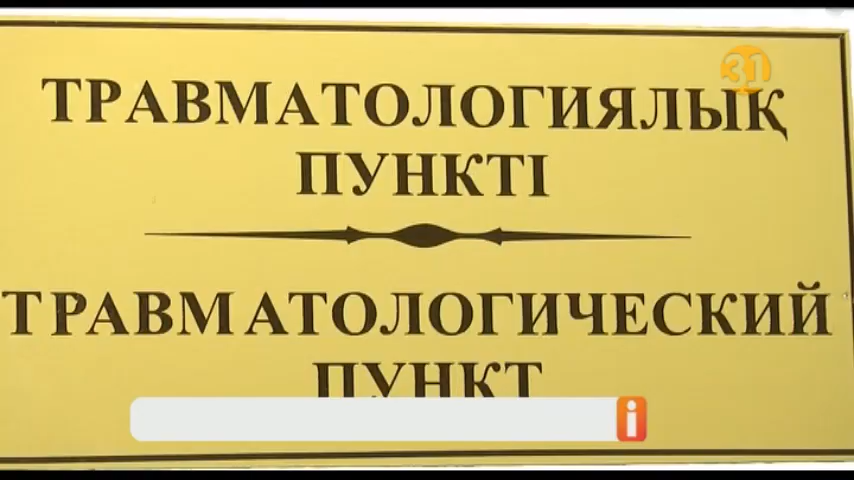 31
ТРАВМАТОЛОГИЯЛЫҚ
ПУНКТІ
ТРАВМАТОЛОГИЧЕСКИЙ
ПУНКТ
i